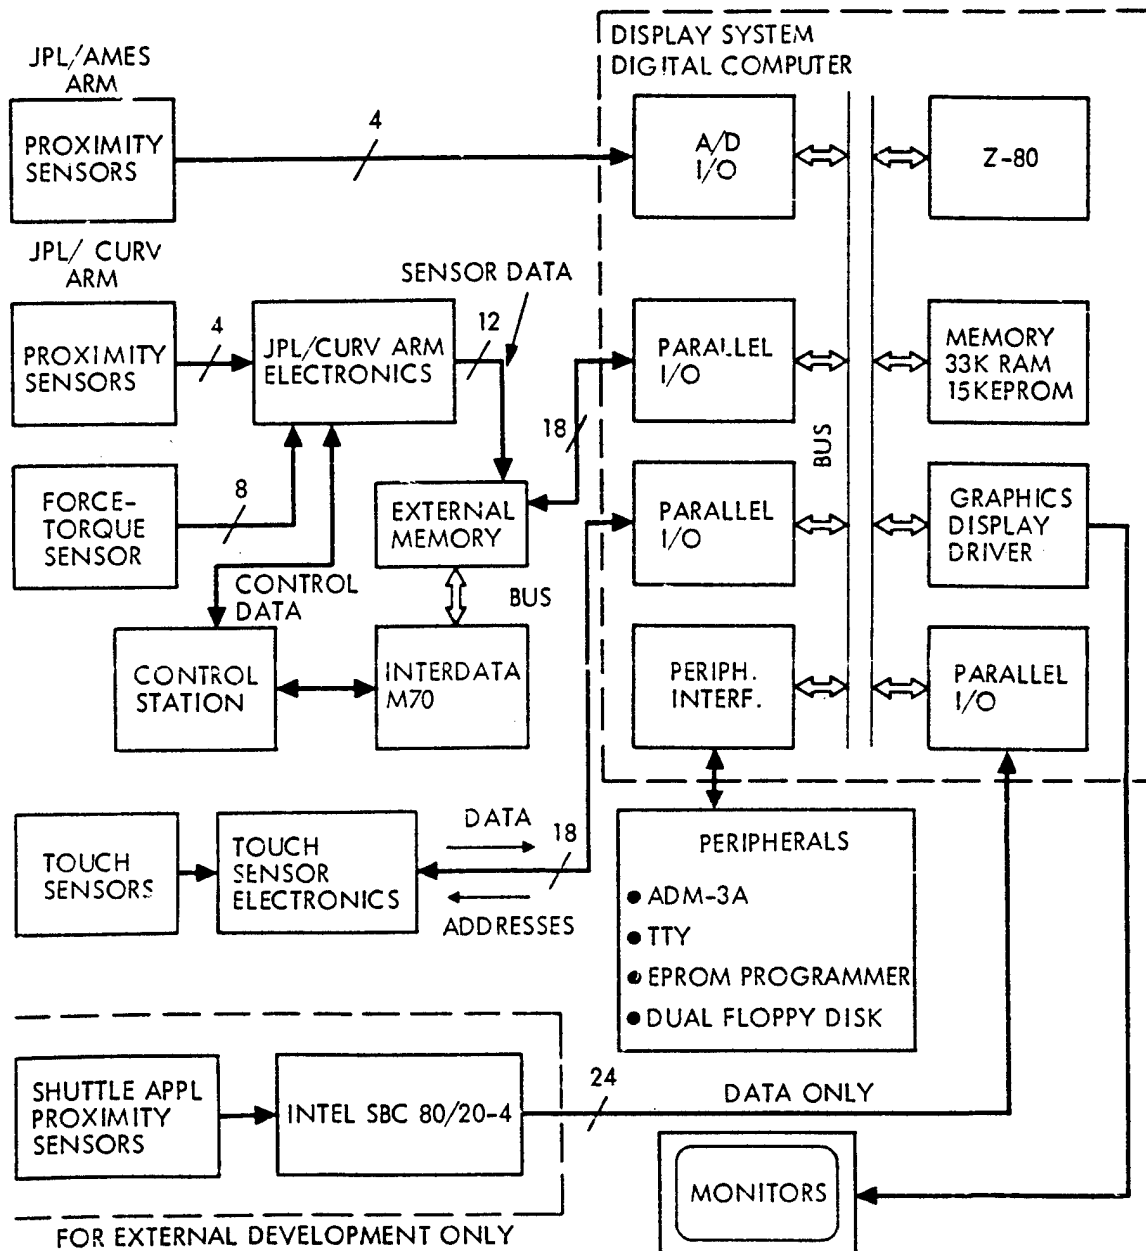 JPL/AMES
ARM
PROXIMITY
SENSORS
4
DISPLAY SYSTEM
DIGITAL COMPUTER
A/D
I/O
Z-80
JPL/ CURV
ARM
PROXIMITY
SENSORS
4
JPL/CURV ARM
ELECTRONICS
12
SENSOR DATA
18
PARALLEL
I/O
BUS
MEMORY
33K RAM
15KEPROM
FORCE-
TORQUE
SENSOR
8
CONTROL
DATA
EXTERNAL
MEMORY
BUS
PARALLEL
I/O
GRAPHICS
DISPLAY
DRIVER
CONTROL
STATION
INTERDATA
M70
PERIPH.
INTERF.
PARALLEL
I/O
TOUCH
SENSORS
TOUCH
SENSOR
ELECTRONICS
DATA
18
ADDRESSES
PERIPHERALS
● ADM-3A
● TTY
● EPROM PROGRAMMER
● DUAL FLOPPY DISK
SHUTTLE APPL
PROXIMITY
SENSORS
INTEL SBC 80/20-4
24
DATA ONLY
MONITORS
FOR EXTERNAL DEVELOPMENT ONLY